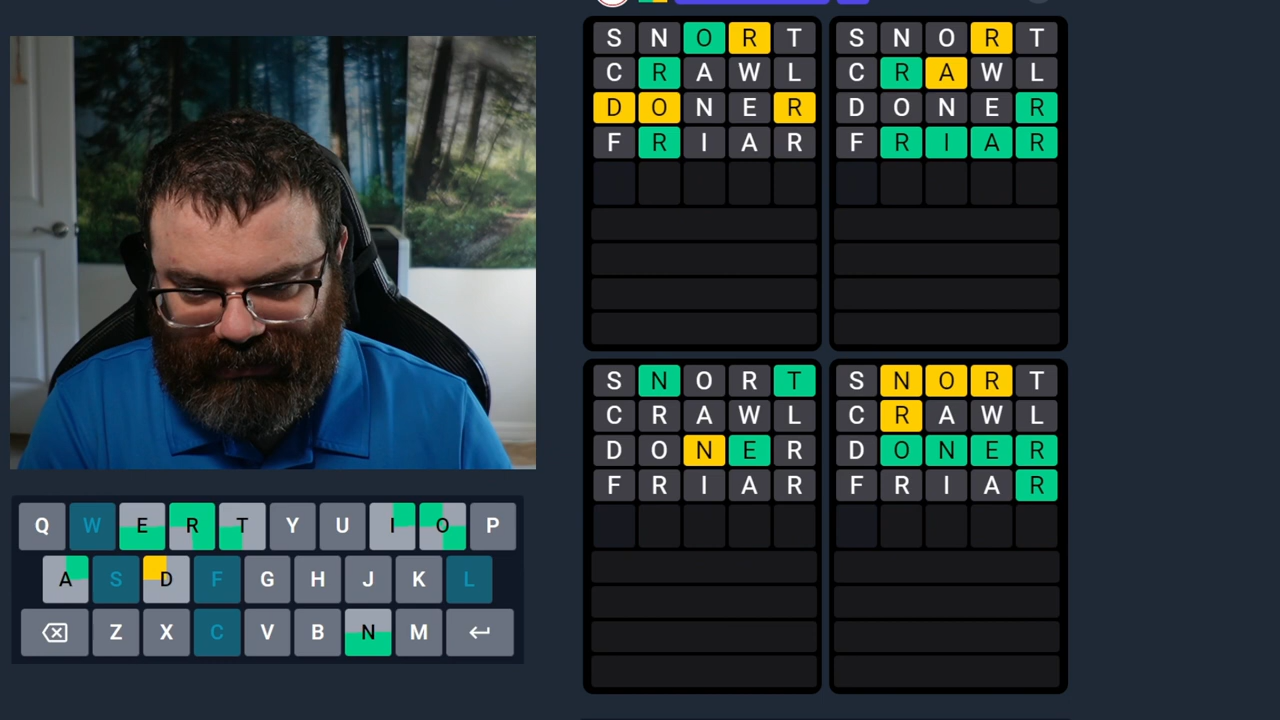 SNORT
CRAWL
DONER
FRIAR
SNORT
CRAWL
DONER
FRIAR
SNORT
CRAWL
DONER
FRIAR
SNORT
CRAWL
DONER
FRIAR
Q W E R T Y U I O P
A S D F G H J K L
Z X C V B N M